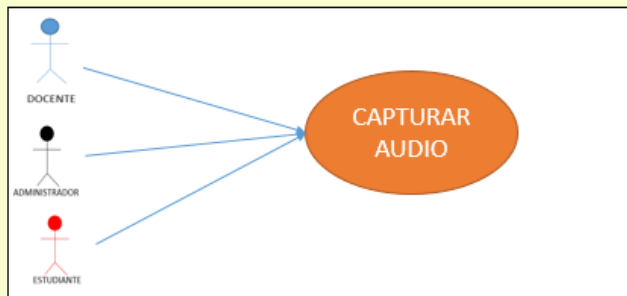 DOCENTE
ADMINISTRADOR
ESTUDIANTE
CAPTURAR
AUDIO